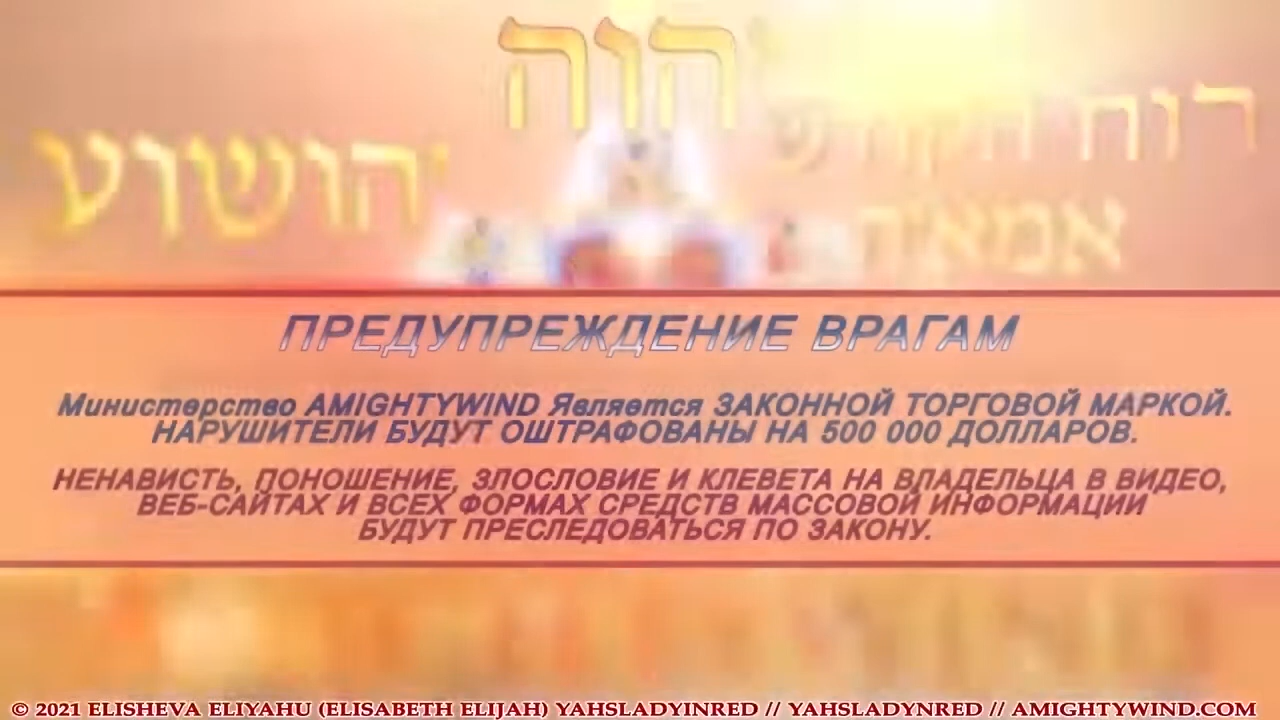 יהוה
רוח הקודש
יהושוע
אמא יה
ПРЕДУПРЕЖДЕНИЕ ВРАГАМ
Министерство AMIGHTYWIND Является ЗАКОННОЙ ТОРГОВОЙ МАРКОЙ.
НАРУШИТЕЛИ БУДУТ ОШТРАФОВАНЫ НА 500 000 ДОЛЛАРОВ.
НЕНАВИСТЬ, ПОНОШЕНИЕ, ЗЛОСЛОВИЕ И КЛЕВЕТА НА ВЛАДЕЛЬЦА В ВИДЕО,
ВЕБ-САЙТАХ И ВСЕХ ФОРМАХ СРЕДСТВ МАССОВОЙ ИНФОРМАЦИИ
БУДУТ ПРЕСЛЕДОВАТЬСЯ ПО ЗАКОНУ.
© 2021 ELISHEVA ELIYAHU (ELISABETH ELIJAH) YAHSLADYINRED // YAHSLADYNRED // AMIGHTYWIND.COM